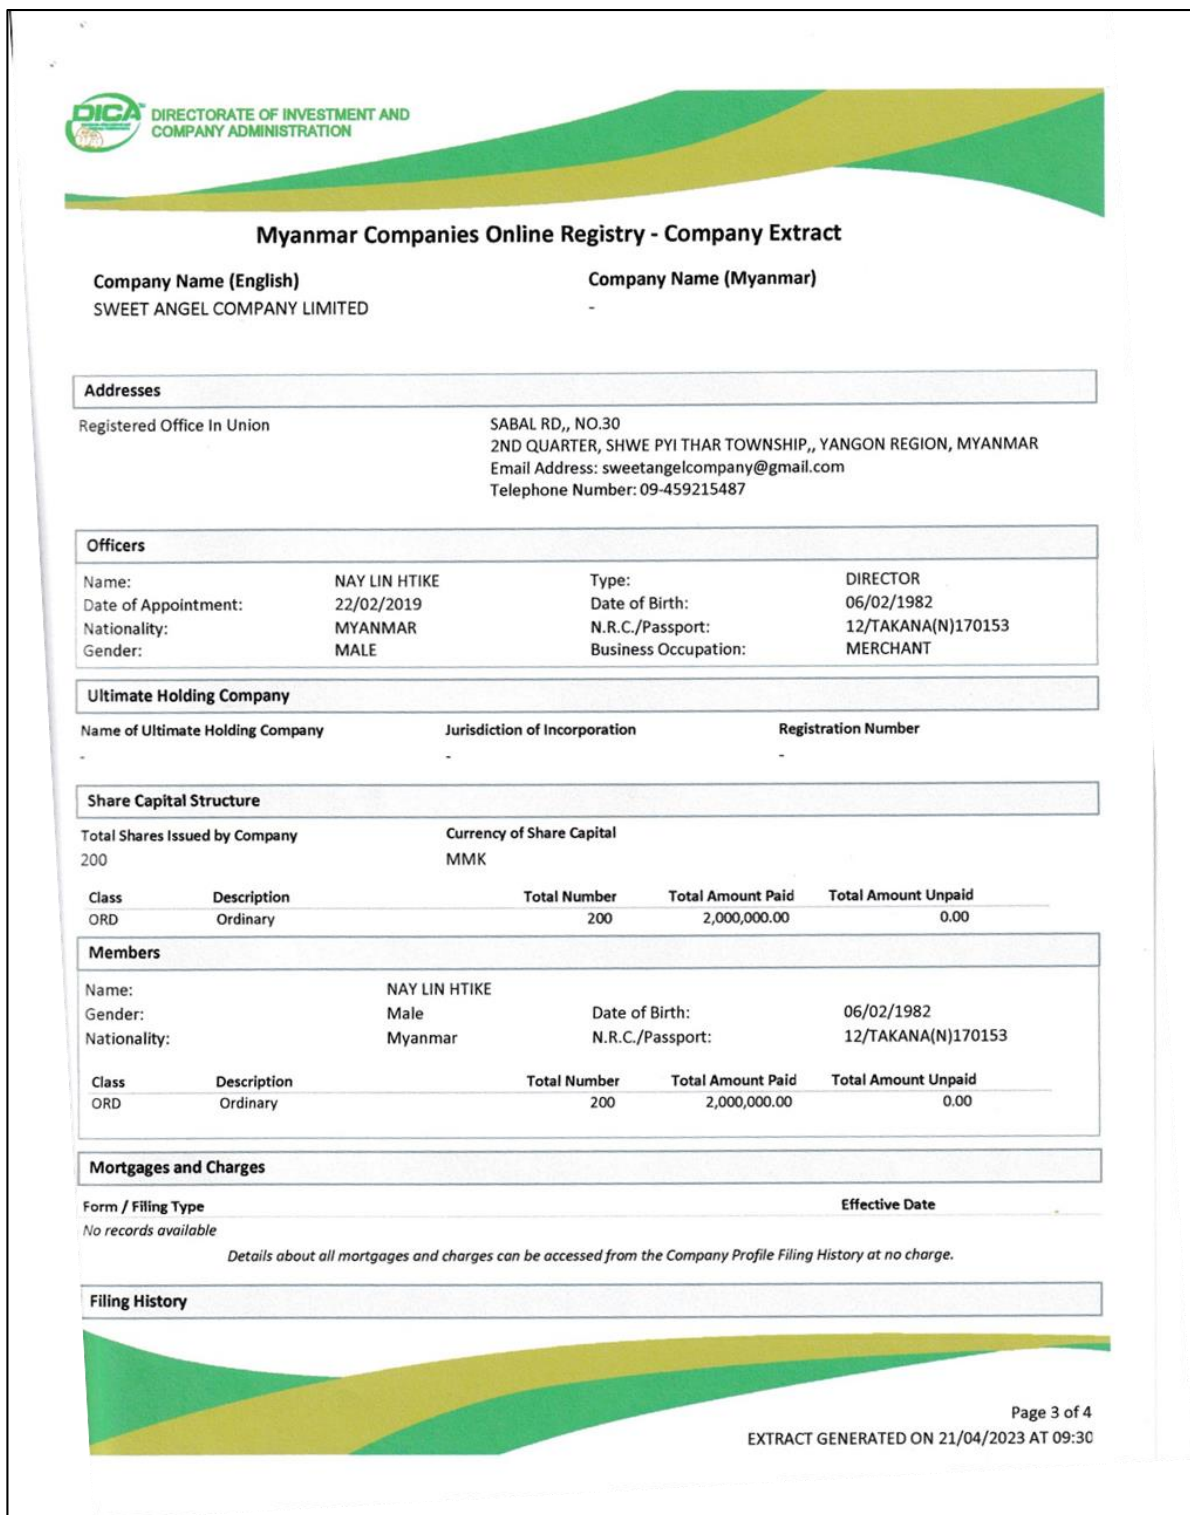 DICA
DIRECTORATE OF INVESTMENT AND
COMPANY ADMINISTRATION
Myanmar Companies Online Registry - Company Extract
Company Name (English) Company Name (Myanmar)
SWEET ANGEL COMPANY LIMITED -
Addresses
Registered Office In Union SABAL RD,, NO.30
2ND QUARTER, SHWE PYI THAR TOWNSHIP,, YANGON REGION, MYANMAR
Email Address: sweetangelcompany@gmail.com
Telephone Number: 09-459215487
Officers
Name: NAY LIN HTIKE Type: DIRECTOR
Date of Appointment: 22/02/2019 Date of Birth: 06/02/1982
Nationality: MYANMAR N.R.C./Passport: 12/TAKANA(N)170153
Gender: MALE Business Occupation: MERCHANT
Ultimate Holding Company
Name of Ultimate Holding Company Jurisdiction of Incorporation Registration Number
- - -
Share Capital Structure
Total Shares Issued by Company Currency of Share Capital
200 MMK
Class Description Total Number Total Amount Paid Total Amount Unpaid
ORD Ordinary 200 2,000,000.00 0.00
Members
Name: NAY LIN HTIKE
Gender: Male Date of Birth: 06/02/1982
Nationality: Myanmar N.R.C./Passport: 12/TAKANA(N)170153
Class Description Total Number Total Amount Paid Total Amount Unpaid
ORD Ordinary 200 2,000,000.00 0.00
Mortgages and Charges
Form / Filing Type Effective Date
No records available
Details about all mortgages and charges can be accessed from the Company Profile Filing History at no charge.
Filing History
Page 3 of 4
EXTRACT GENERATED ON 21/04/2023 AT 09:30